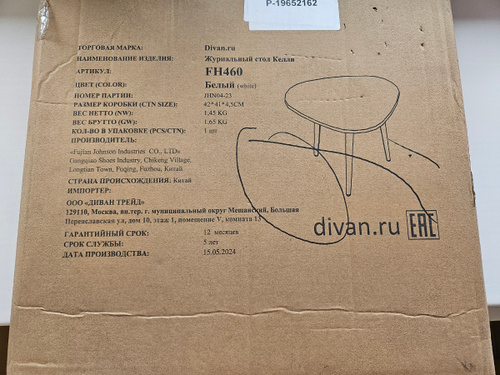 P-19652162
ТОРГОВАЯ МАРКА: Divan.ru
НАИМЕНОВАНИЕ ИЗДЕЛИЯ: Журнальный стол Келли
АРТИКУЛ: FH460
ЦВЕТ (COLOR): Белый (white)
НОМЕР ПАРТИИ: JHN04-23
РАЗМЕР КОРОБКИ (CTN SIZE): 42*41*4,5CM
ВЕС НЕТТО (NW): 1,45 KG
ВЕС БРУТТО (GW): 1,65 KG
КОЛ-ВО В УПАКОВКЕ (PCS/CTN): 1 шт
ПРОИЗВОДИТЕЛЬ:
«Fujian Johnson Industries CO., LTD»
Gongqiao Shoes Industry, Chikeng Village,
Longtian Town, Fuqing, Fuzhou, Китай
СТРАНА ПРОИСХОЖДЕНИЯ: Китай
ИМПОРТЕР:
ООО «ДИВАН ТРЕЙД»
129110, Москва, вн.тер. г. муниципальный округ Мещанский, Большая
Переяславская ул, дом 10, этаж 1, помещение V, комната 13
ГАРАНТИЙНЫЙ СРОК: 12 месяцев
СРОК СЛУЖБЫ: 5 лет
ДАТА ПРОИЗВОДСТВА: 15.05.2024
divan.ru EAC